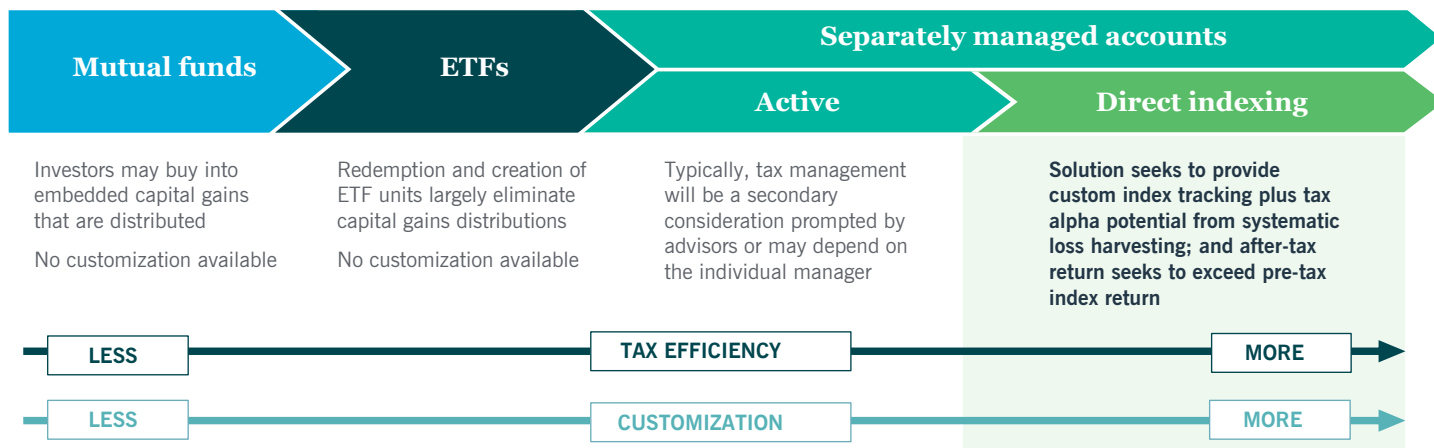 Mutual funds
ETFs
Separately managed accounts
Active
Direct indexing
Investors may buy into
embedded capital gains
that are distributed
No customization available
Redemption and creation of
ETF units largely eliminate
capital gains distributions
No customization available
Typically, tax management
will be a secondary
consideration prompted by
advisors or may depend on
the individual manager
Solution seeks to provide
custom index tracking plus tax
alpha potential from systematic
loss harvesting; and after-tax
return seeks to exceed pre-tax
index return
LESS
TAX EFFICIENCY
MORE
LESS
CUSTOMIZATION
MORE